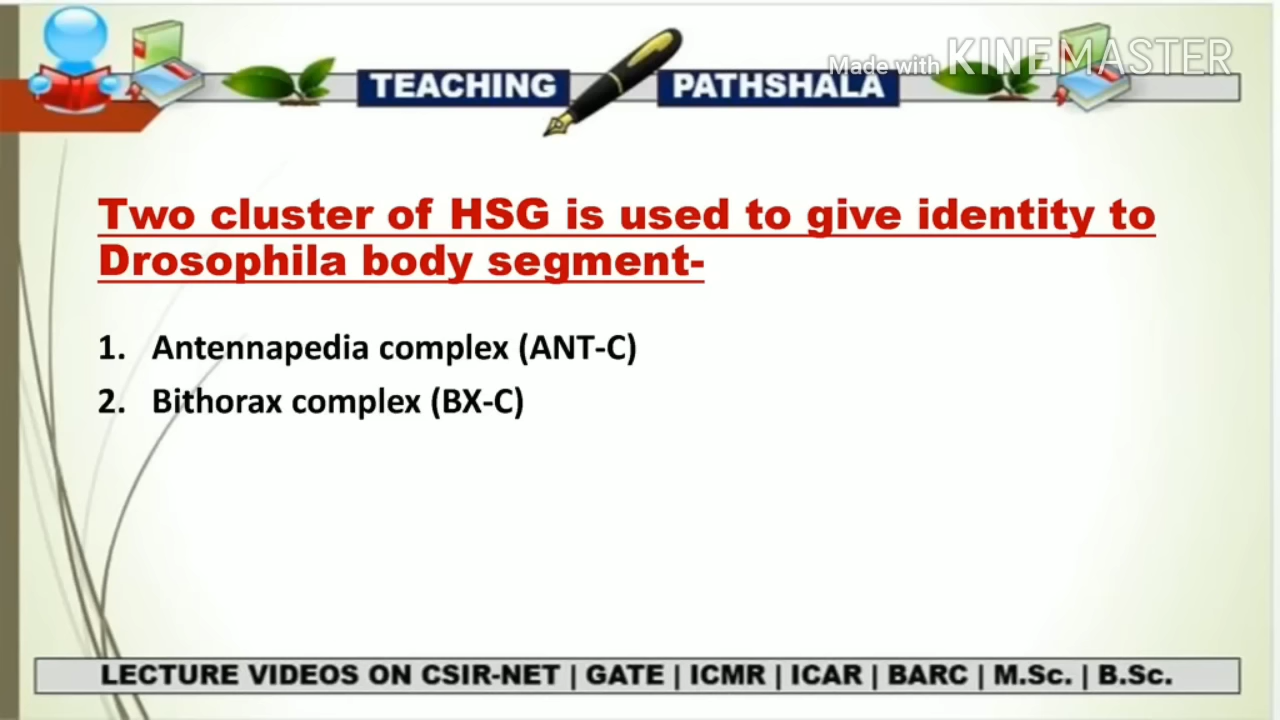 Made with KINEMASTER
TEACHING PATHSHALA
Two cluster of HSG is used to give identity to
Drosophila body segment-
1. Antennapedia complex (ANT-C)
2. Bithorax complex (BX-C)
LECTURE VIDEOS ON CSIR-NET | GATE | ICMR | ICAR | BARC | M.Sc. | B.Sc.